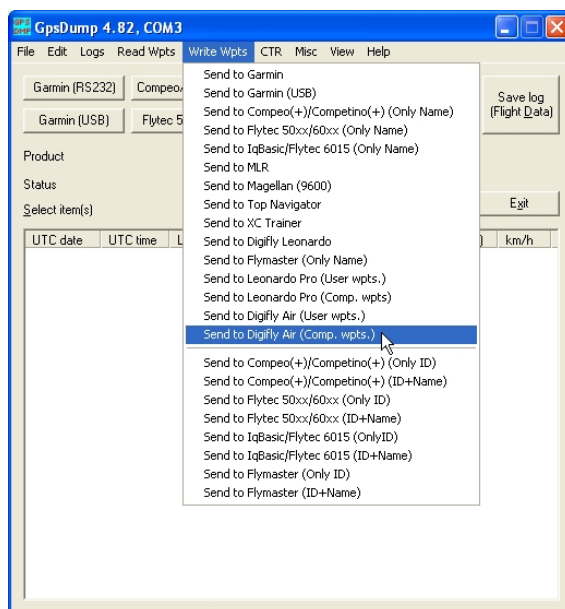 GPS DMP GpsDump 4.82, COM3
File Edit Logs Read Wpts Write Wpts CTR Misc View Help
Garmin (RS232)
Garmin (USB) Flytec 5
Save log
(Flight Data)
Product
Status
Select item(s)
Exit
UTC date UTC time L km/h
Send to Garmin
Send to Garmin (USB)
Send to Compeo(+)/Competino(+) (Only Name)
Send to Flytec 50xx/60xx (Only Name)
Send to IqBasic/Flytec 6015 (Only Name)
Send to MLR
Send to Magellan (9600)
Send to Top Navigator
Send to XC Trainer
Send to Digifly Leonardo
Send to Flymaster (Only Name)
Send to Leonardo Pro (User wpts.)
Send to Leonardo Pro (Comp. wpts)
Send to Digifly Air (User wpts.)
Send to Digifly Air (Comp. wpts.)
Send to Compeo(+)/Competino(+) (Only ID)
Send to Compeo(+)/Competino(+) (ID+Name)
Send to Flytec 50xx/60xx (Only ID)
Send to Flytec 50xx/60xx (ID+Name)
Send to IqBasic/Flytec 6015 (OnlyID)
Send to IqBasic/Flytec 6015 (ID+Name)
Send to Flymaster (Only ID)
Send to Flymaster (ID+Name)